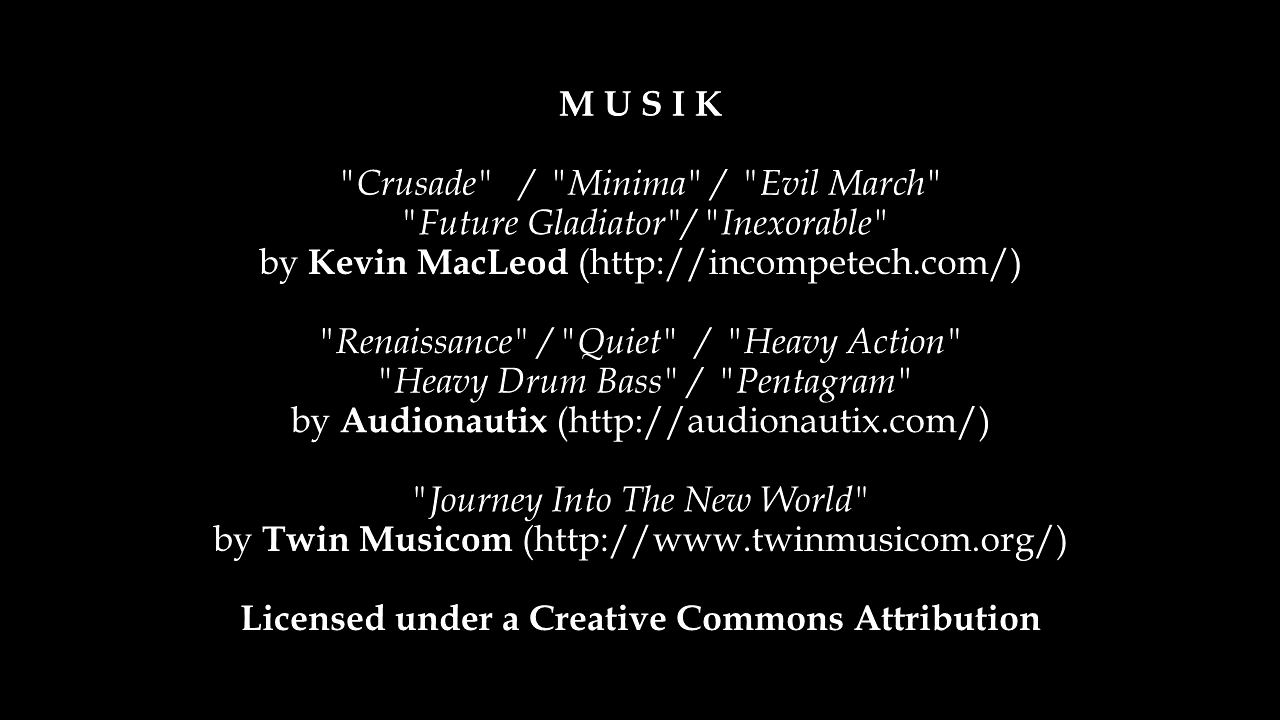 M U S I K
"Crusade" / "Minima" / "Evil March"
"Future Gladiator"/ "Inexorable"
by Kevin MacLeod (http://incompetech.com/)
"Renaissance" / "Quiet" / "Heavy Action"
"Heavy Drum Bass" / "Pentagram"
by Audionautix (http://audionautix.com/)
"Journey Into The New World"
by Twin Musicom (http://www.twinmusicom.org/)
Licensed under a Creative Commons Attribution